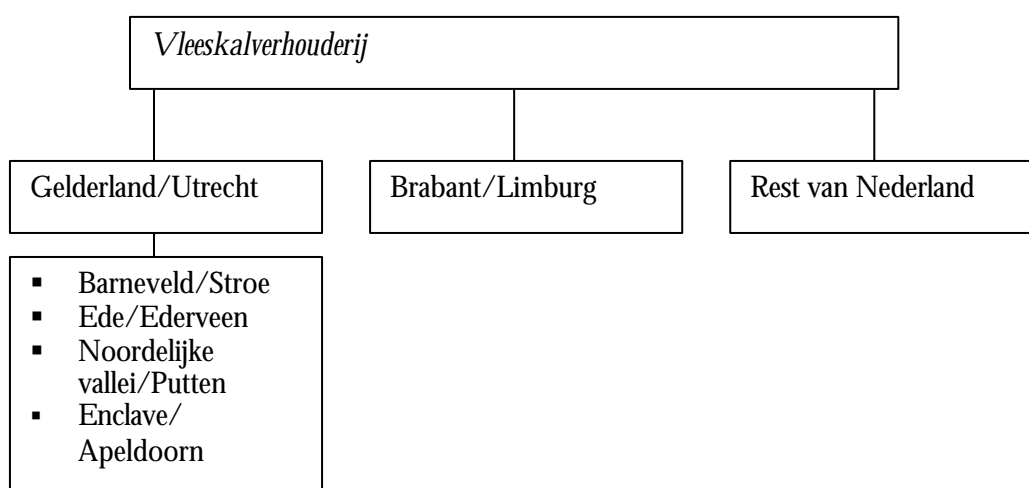 Vleeskalverhouderij
Gelderland/Utrecht
Brabant/Limburg
Rest van Nederland
▪ Barneveld/Stroe
▪ Ede/Ederveen
▪ Noordelijke
vallei/Putten
▪ Enclave/
Apeldoorn